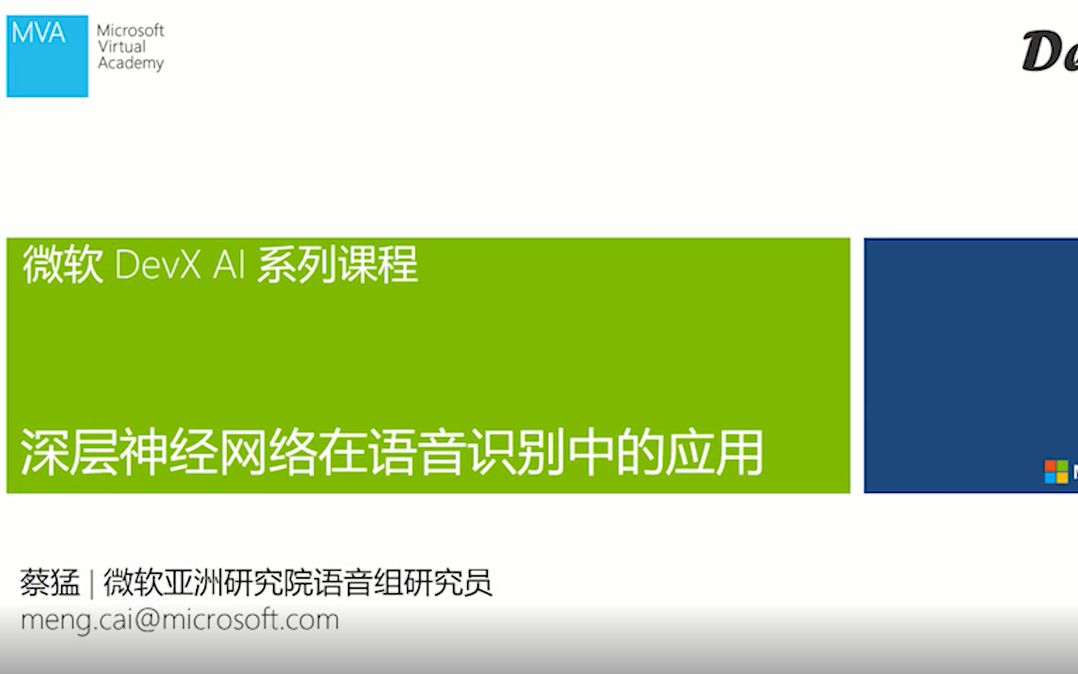 MVA
Microsoft
Virtual
Academy
De
微软 DevX AI 系列课程
深层神经网络在语音识别中的应用
蔡猛 | 微软亚洲研究院语音组研究员
meng.cai@microsoft.com